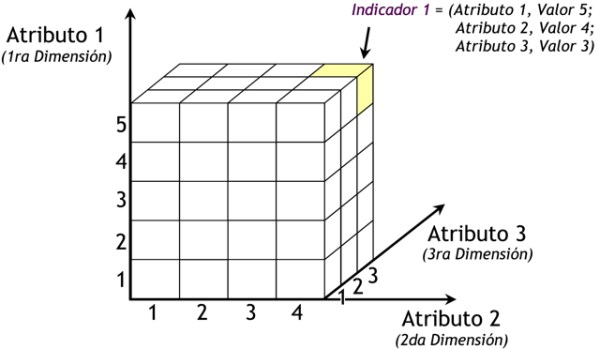 Indicador 1 = (Atributo 1, Valor 5;
Atributo 2, Valor 4;
Atributo 3, Valor 3)
Atributo 1
(1ra Dimensión)
5
4
3
2
1
1 2 3 4
1 2 3
Atributo 3
(3ra Dimensión)
Atributo 2
(2da Dimensión)